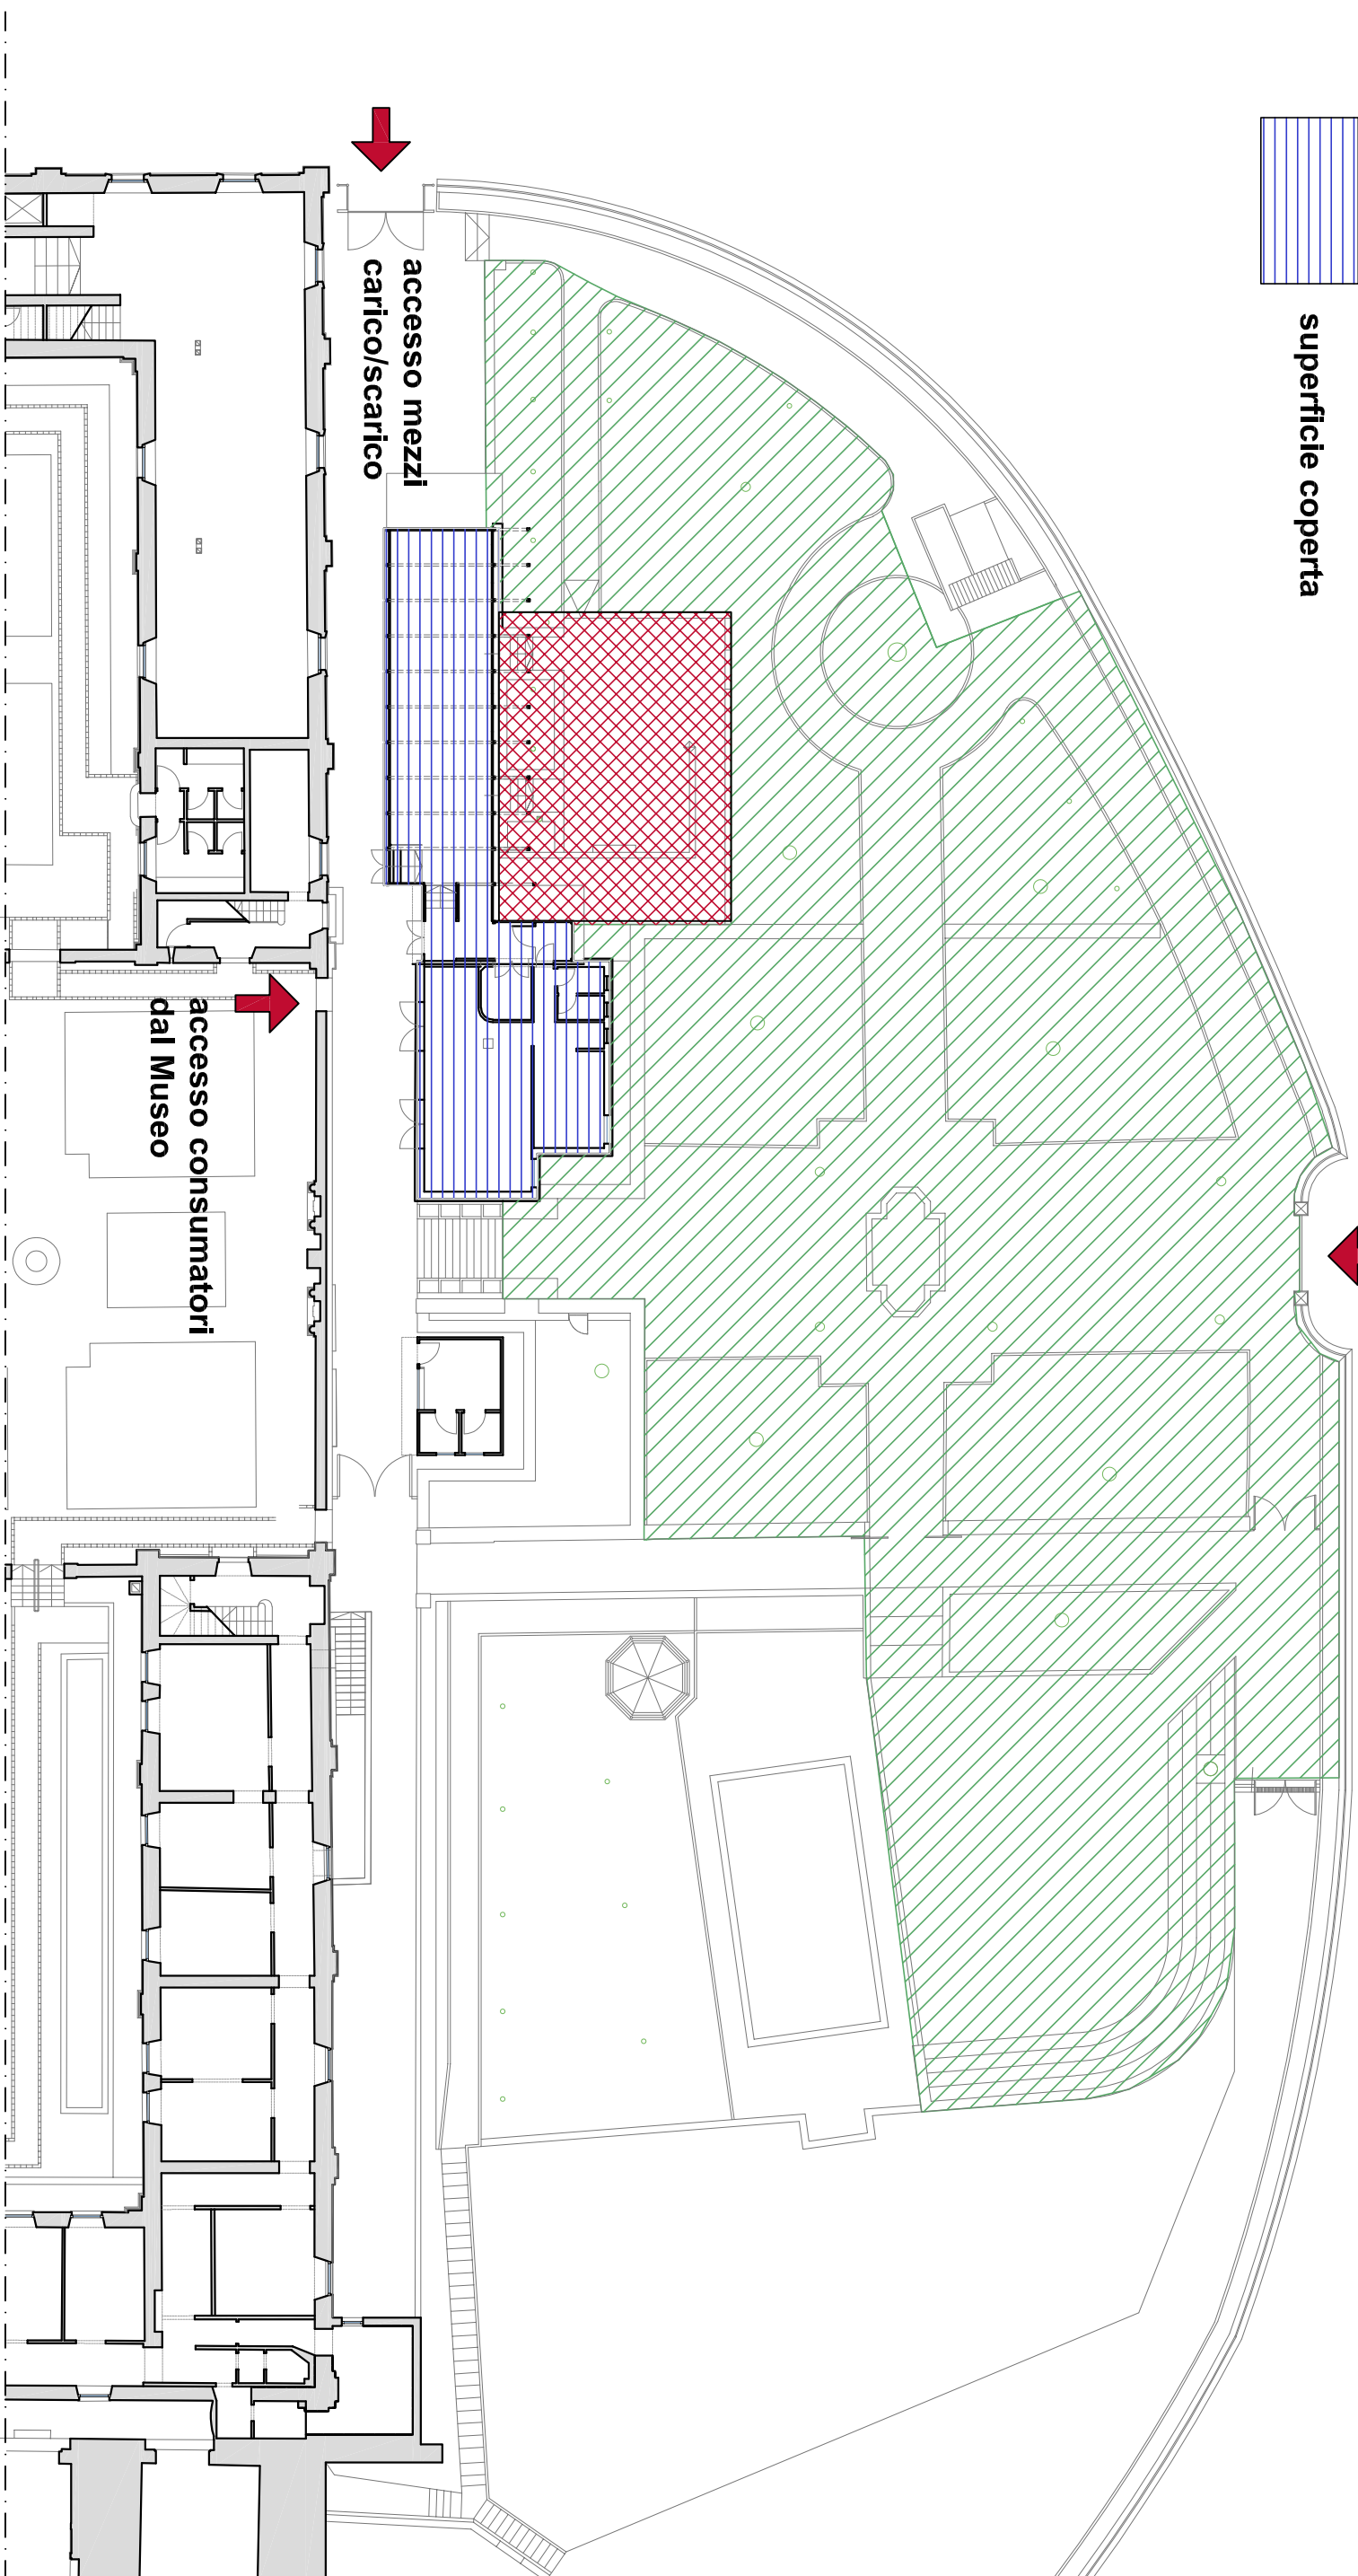 superficie coperta
accesso mezzi
carico/scarico
accesso consumatori
dal Museo